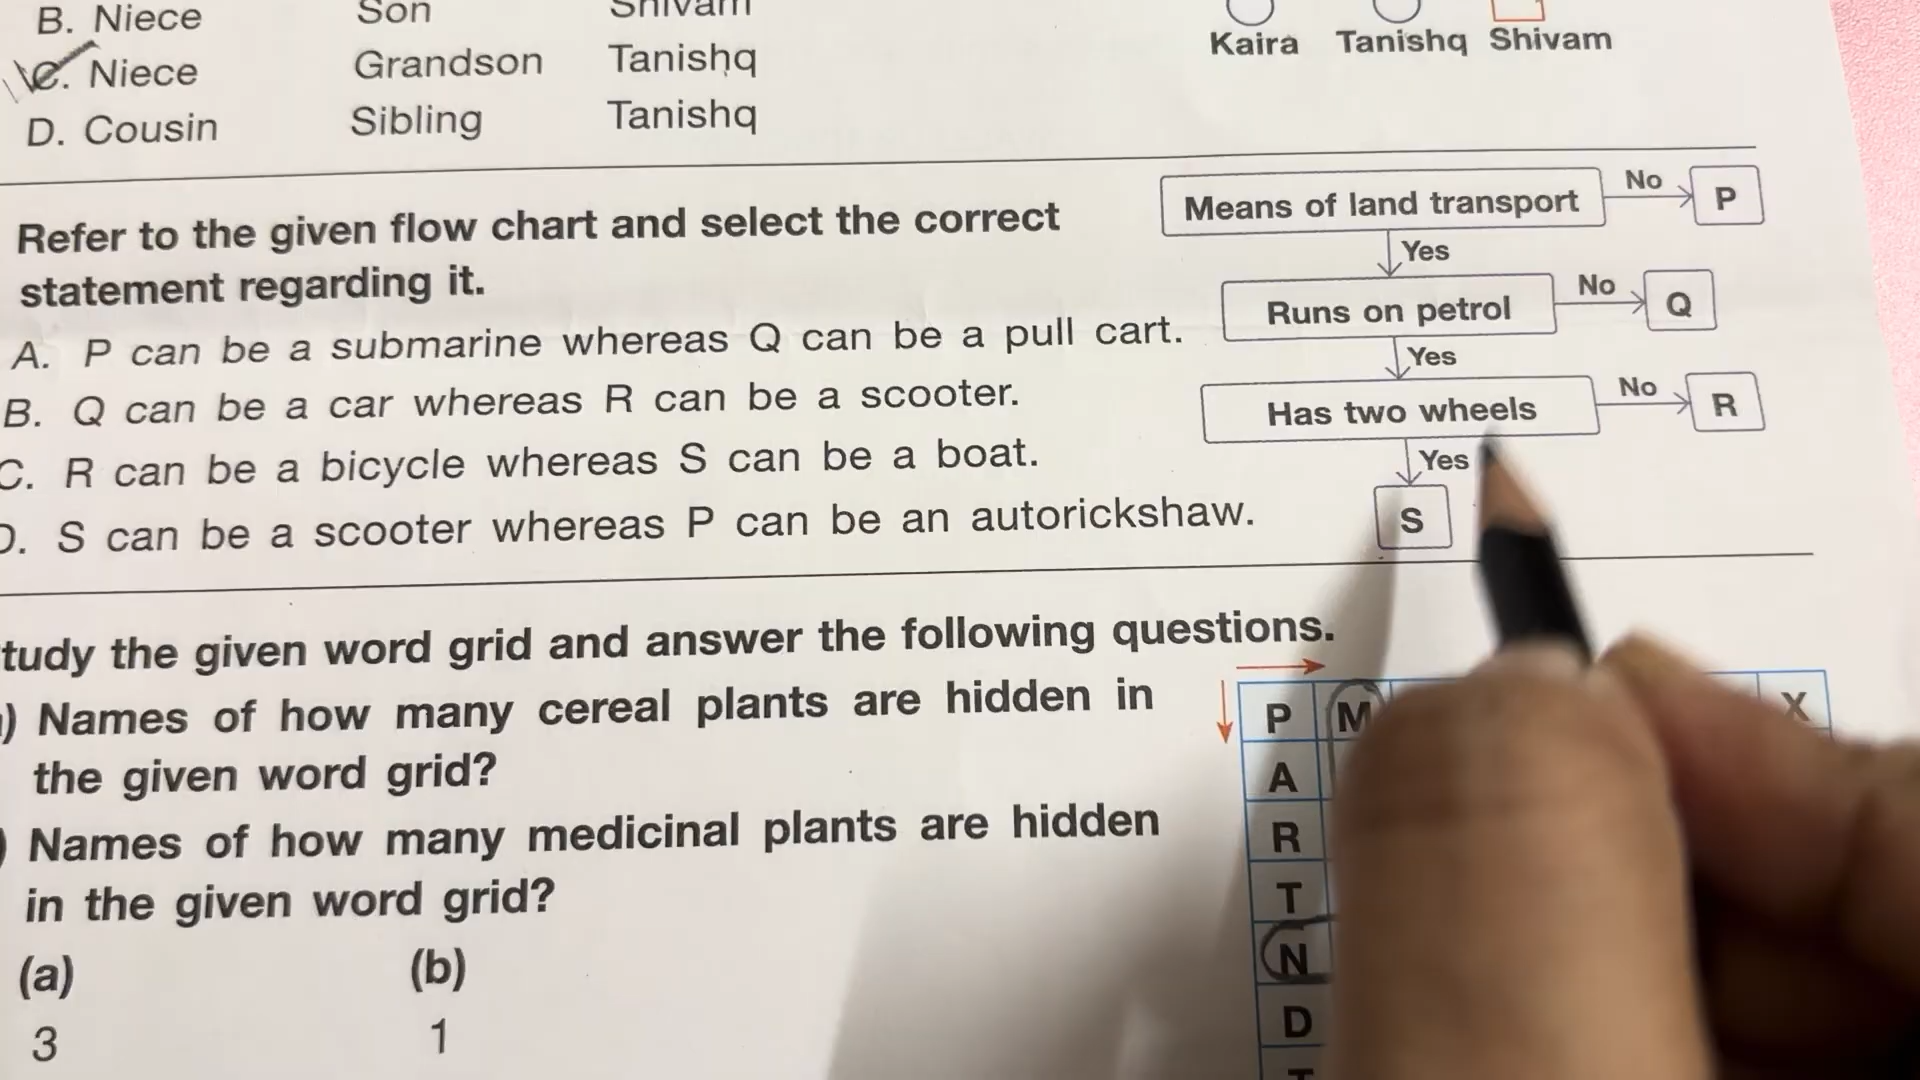 B. Niece Son Shivam
C. Niece Grandson Tanishq
D. Cousin Sibling Tanishq
Kaira Tanishq Shivam
Refer to the given flow chart and select the correct
statement regarding it.
A. P can be a submarine whereas Q can be a pull cart.
B. Q can be a car whereas R can be a scooter.
C. R can be a bicycle whereas S can be a boat.
D. S can be a scooter whereas P can be an autorickshaw.
Means of land transport No P
Yes
Runs on petrol No Q
Yes
Has two wheels No R
Yes
S
tudy the given word grid and answer the following questions.
) Names of how many cereal plants are hidden in
the given word grid?
) Names of how many medicinal plants are hidden
in the given word grid?
(a) (b)
3 1
P M X
A
R
T
N
D